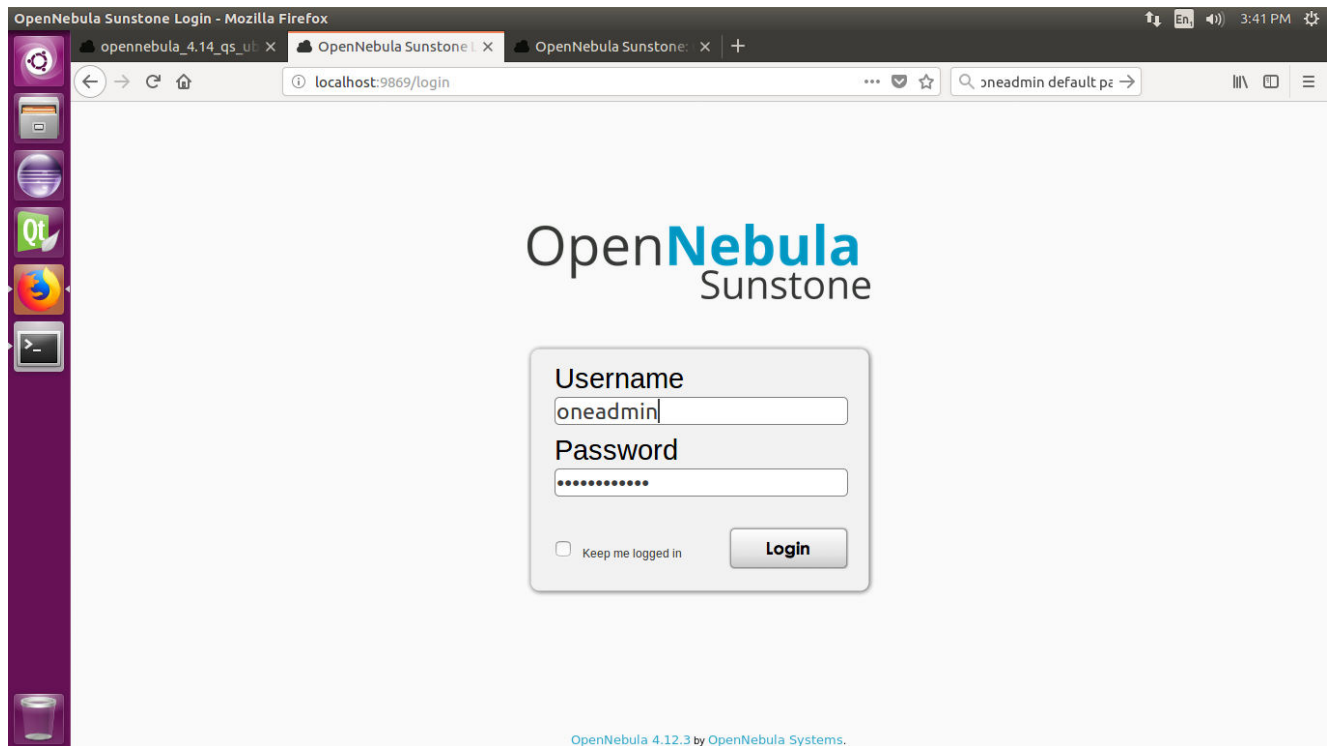 OpenNebula Sunstone Login - Mozilla Firefox
En 3:41 PM
opennebula_4.14_qs_ub
OpenNebula Sunstone L
OpenNebula Sunstone:
localhost:9869/login
oneadmin default pa
OpenNebula
Sunstone
Username
oneadmin
Password
••••••••••••
Keep me logged in
Login
OpenNebula 4.12.3 by OpenNebula Systems.
Qt
>_